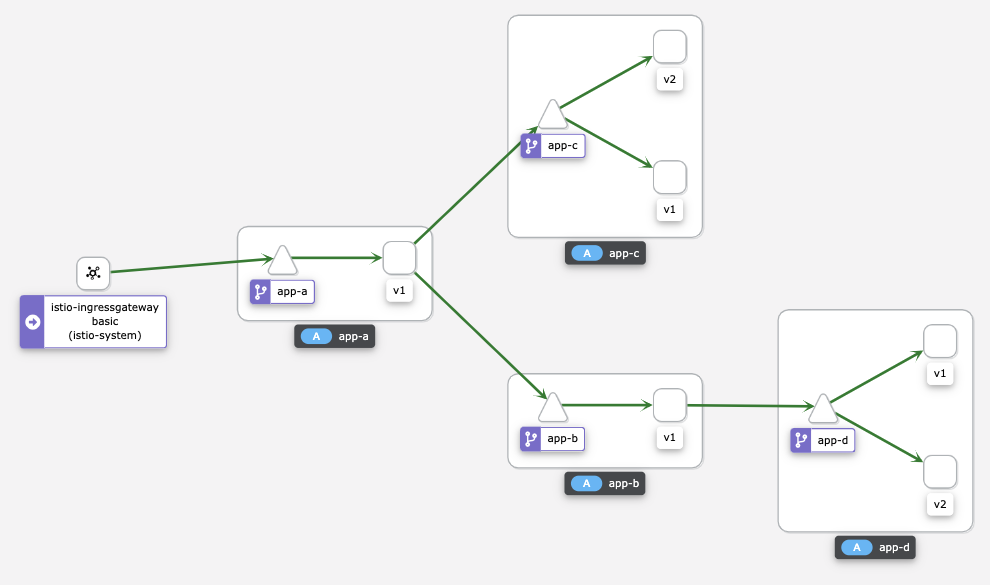 istio-ingressgateway
basic
(istio-system)
app-a
v1
A app-a
v2
app-c
v1
A app-c
app-b
v1
A app-b
v1
app-d
v2
A app-d